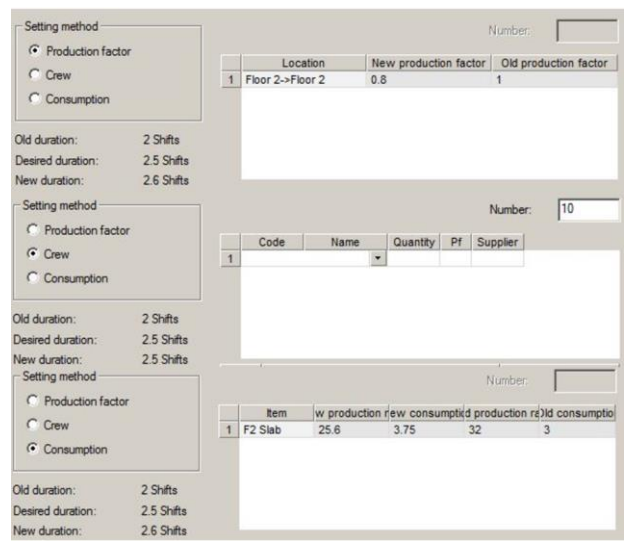 Setting method
Number:
Production factor
Crew
Consumption
Location New production factor Old production factor
1 Floor 2->Floor 2 0.8 1
Old duration: 2 Shifts
Desired duration: 2.5 Shifts
New duration: 2.6 Shifts
Setting method
Number: 10
Production factor
Crew
Consumption
Code Name Quantity Pf Supplier
1
Old duration: 2 Shifts
Desired duration: 2.5 Shifts
New duration: 2.5 Shifts
Setting method
Number:
Production factor
Crew
Consumption
Item w production r ew consumptio d production ra Old consumptio
1 F2 Slab 25.6 3.75 32 3
Old duration: 2 Shifts
Desired duration: 2.5 Shifts
New duration: 2.6 Shifts